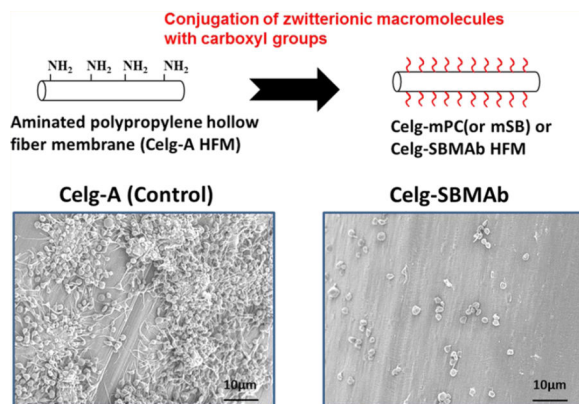 Conjugation of zwitterionic macromolecules
with carboxyl groups
NH₂ NH₂ NH₂ NH₂
Aminated polypropylene hollow
fiber membrane (Celg-A HFM)
Celg-mPC(or mSB) or
Celg-SBMAb HFM
Celg-A (Control)
Celg-SBMAb
10μm
10μm